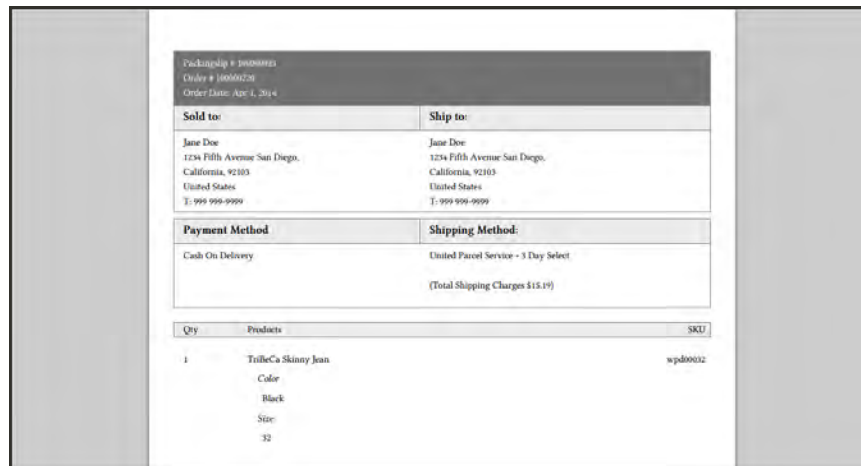 Packingslip #
Order # 100000220
Order Date: Apr 1, 2014
Sold to:
Ship to:
Jane Doe
1234 Fifth Avenue San Diego,
California, 92103
United States
T: 999 999-9999
Jane Doe
1234 Fifth Avenue San Diego,
California, 92103
United States
T: 999 999-9999
Payment Method
Shipping Method:
Cash On Delivery
United Parcel Service - 3 Day Select
(Total Shipping Charges $15.19)
Qty Products SKU
1 TriBeCa Skinny Jean wpd00032
Color
Black
Size
32